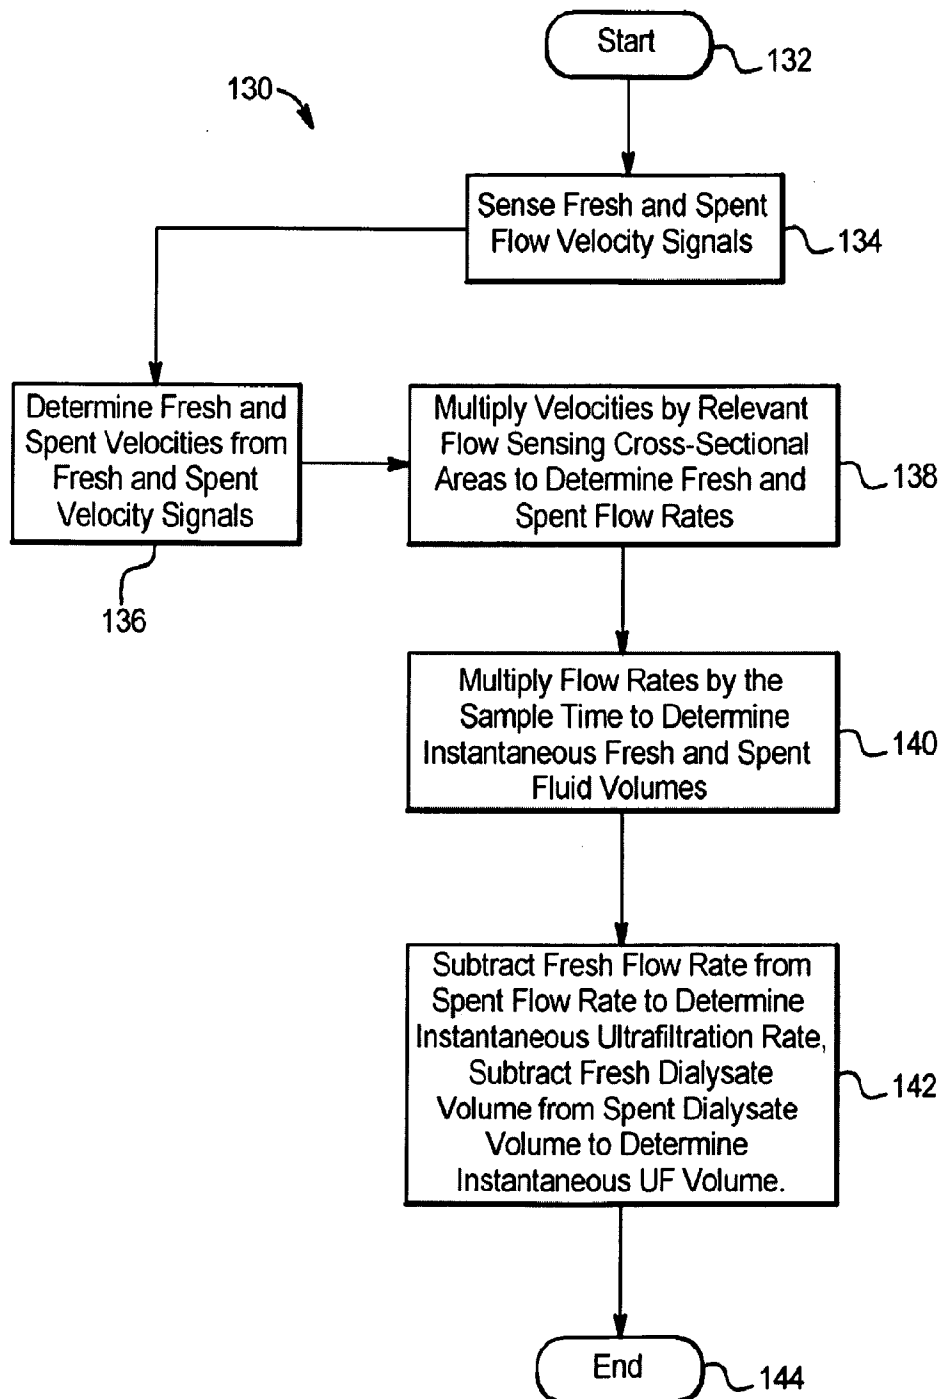 Start
132
130
Sense Fresh and Spent
Flow Velocity Signals
134
Determine Fresh and
Spent Velocities from
Fresh and Spent
Velocity Signals
136
Multiply Velocities by Relevant
Flow Sensing Cross-Sectional
Areas to Determine Fresh and
Spent Flow Rates
138
Multiply Flow Rates by the
Sample Time to Determine
Instantaneous Fresh and Spent
Fluid Volumes
140
Subtract Fresh Flow Rate from
Spent Flow Rate to Determine
Instantaneous Ultrafiltration Rate,
Subtract Fresh Dialysate
Volume from Spent Dialysate
Volume to Determine
Instantaneous UF Volume.
142
End
144